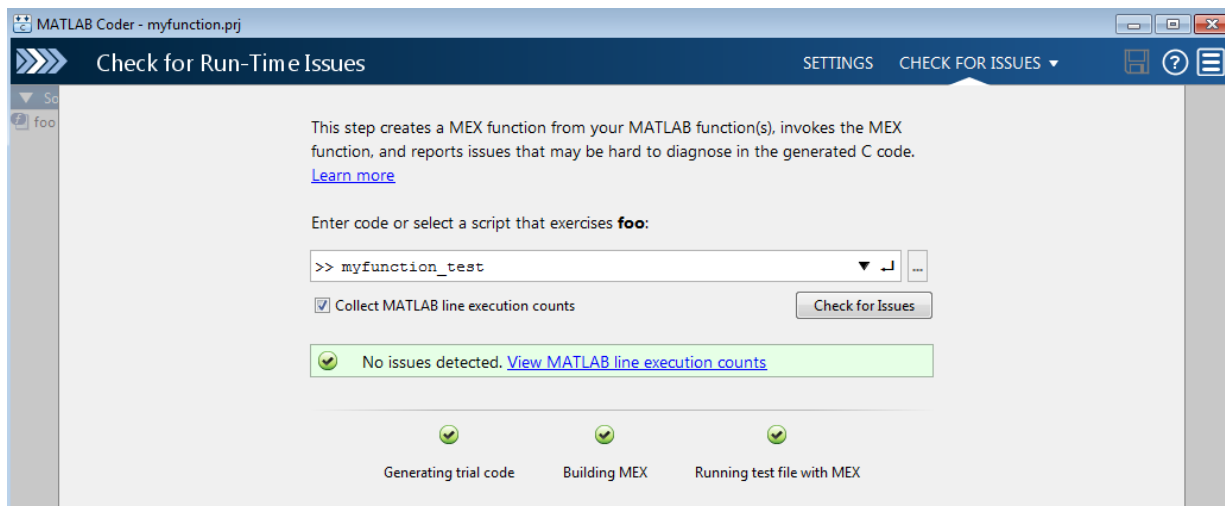 MATLAB Coder - myfunction.prj
Check for Run-Time Issues
SETTINGS
CHECK FOR ISSUES
So
foo
This step creates a MEX function from your MATLAB function(s), invokes the MEX
function, and reports issues that may be hard to diagnose in the generated C code.
Learn more
Enter code or select a script that exercises foo:
>> myfunction_test
...
Collect MATLAB line execution counts
Check for Issues
No issues detected. View MATLAB line execution counts
Generating trial code
Building MEX
Running test file with MEX